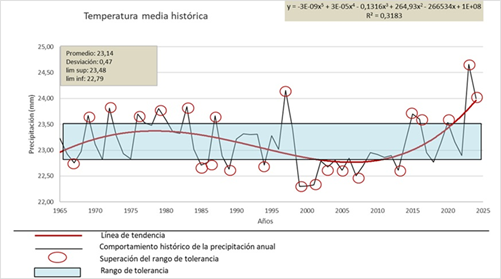 Temperatura media histórica
y = -3E-09x⁵ + 3E-05x⁴ - 0,1316x³ + 264,93x² - 266534x + 1E+08
R² = 0,3183
Promedio: 23,14
Desviación: 0,47
lim sup: 23,48
lim inf: 22,79
25,00
24,50
24,00
23,50
23,00
22,50
22,00
Precipitación (mm)
1965 1970 1975 1980 1985 1990 1995 2000 2005 2010 2015 2020 2025
Años
Línea de tendencia
Comportamiento histórico de la precipitación anual
Superación del rango de tolerancia
Rango de tolerancia